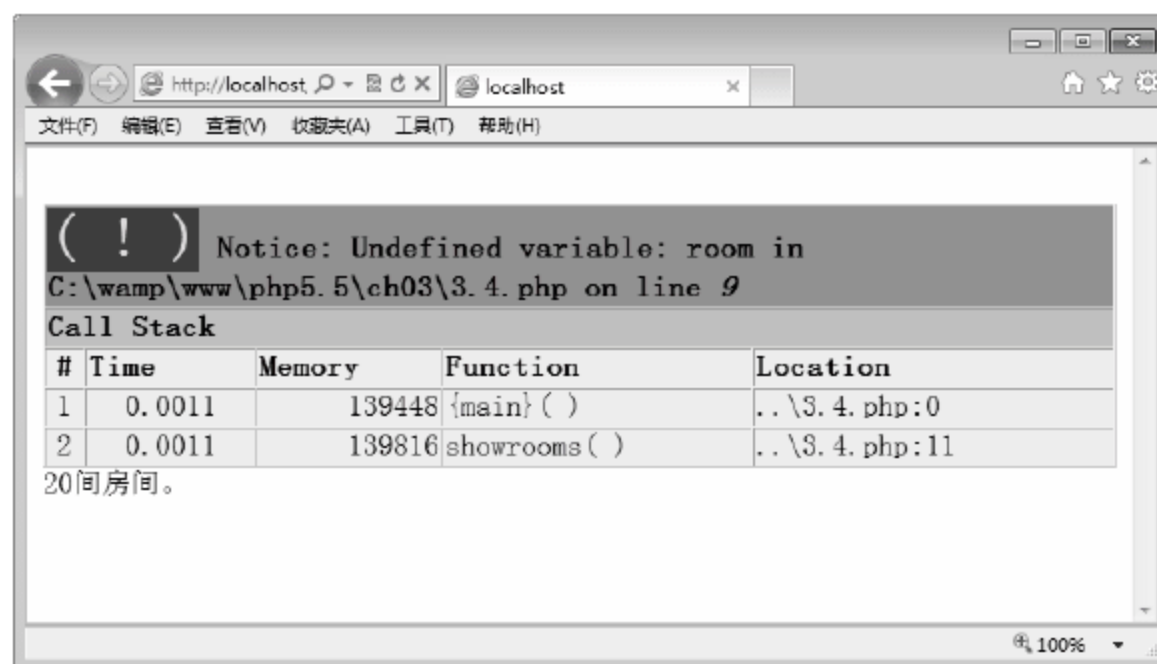 http://localhost, localhost
文件(F) 编辑(E) 查看(V) 收藏夹(A) 工具(T) 帮助(H)
( ! ) Notice: Undefined variable: room in
C:\wamp\www\php5.5\ch03\3.4.php on line 9
Call Stack
# Time Memory Function Location
1 0.0011 139448 {main}( ) ..\3.4.php:0
2 0.0011 139816 showrooms( ) ..\3.4.php:11
20间房间。
100%